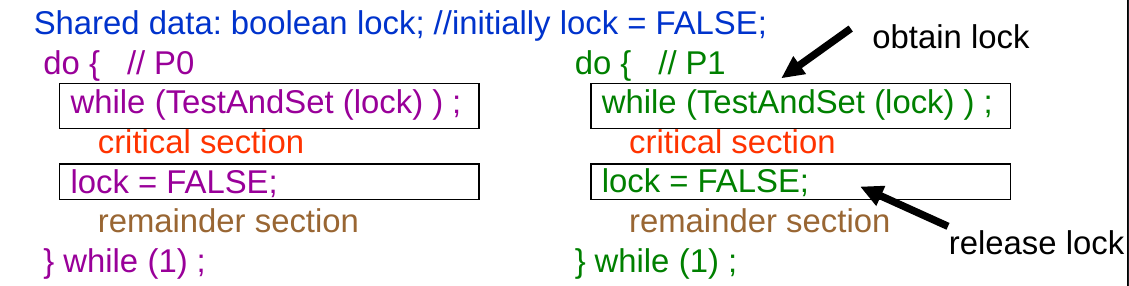 Shared data: boolean lock; //initially lock = FALSE;
obtain lock
do {   // P0
while (TestAndSet (lock) ) ;
critical section
lock = FALSE;
remainder section
} while (1) ;
do {   // P1
while (TestAndSet (lock) ) ;
critical section
lock = FALSE;
remainder section
} while (1) ;
release lock